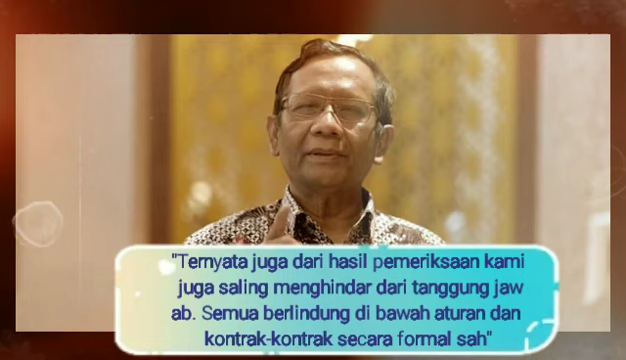 "Ternyata juga dari hasil pemeriksaan kami
juga saling menghindar dari tanggung jaw
ab. Semua berlindung di bawah aturan dan
kontrak-kontrak secara formal sah"